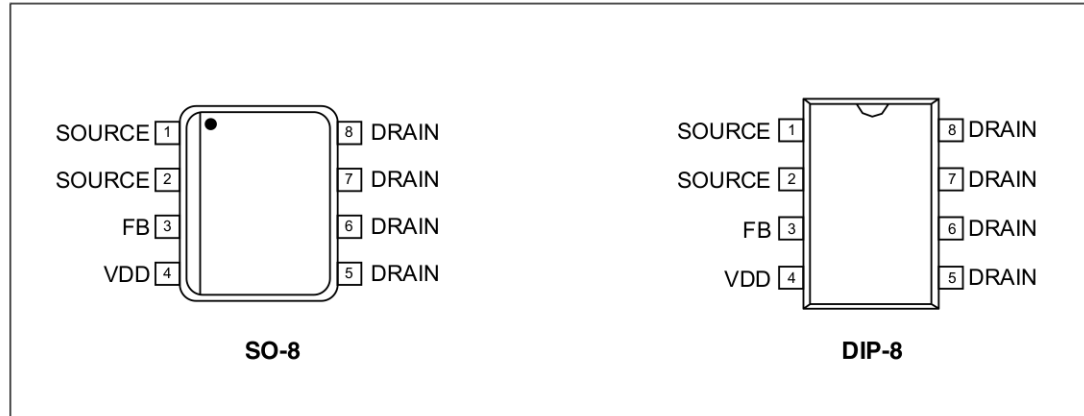 SOURCE 1 8 DRAIN
SOURCE 2 7 DRAIN
FB 3 6 DRAIN
VDD 4 5 DRAIN
SO-8
SOURCE 1 8 DRAIN
SOURCE 2 7 DRAIN
FB 3 6 DRAIN
VDD 4 5 DRAIN
DIP-8